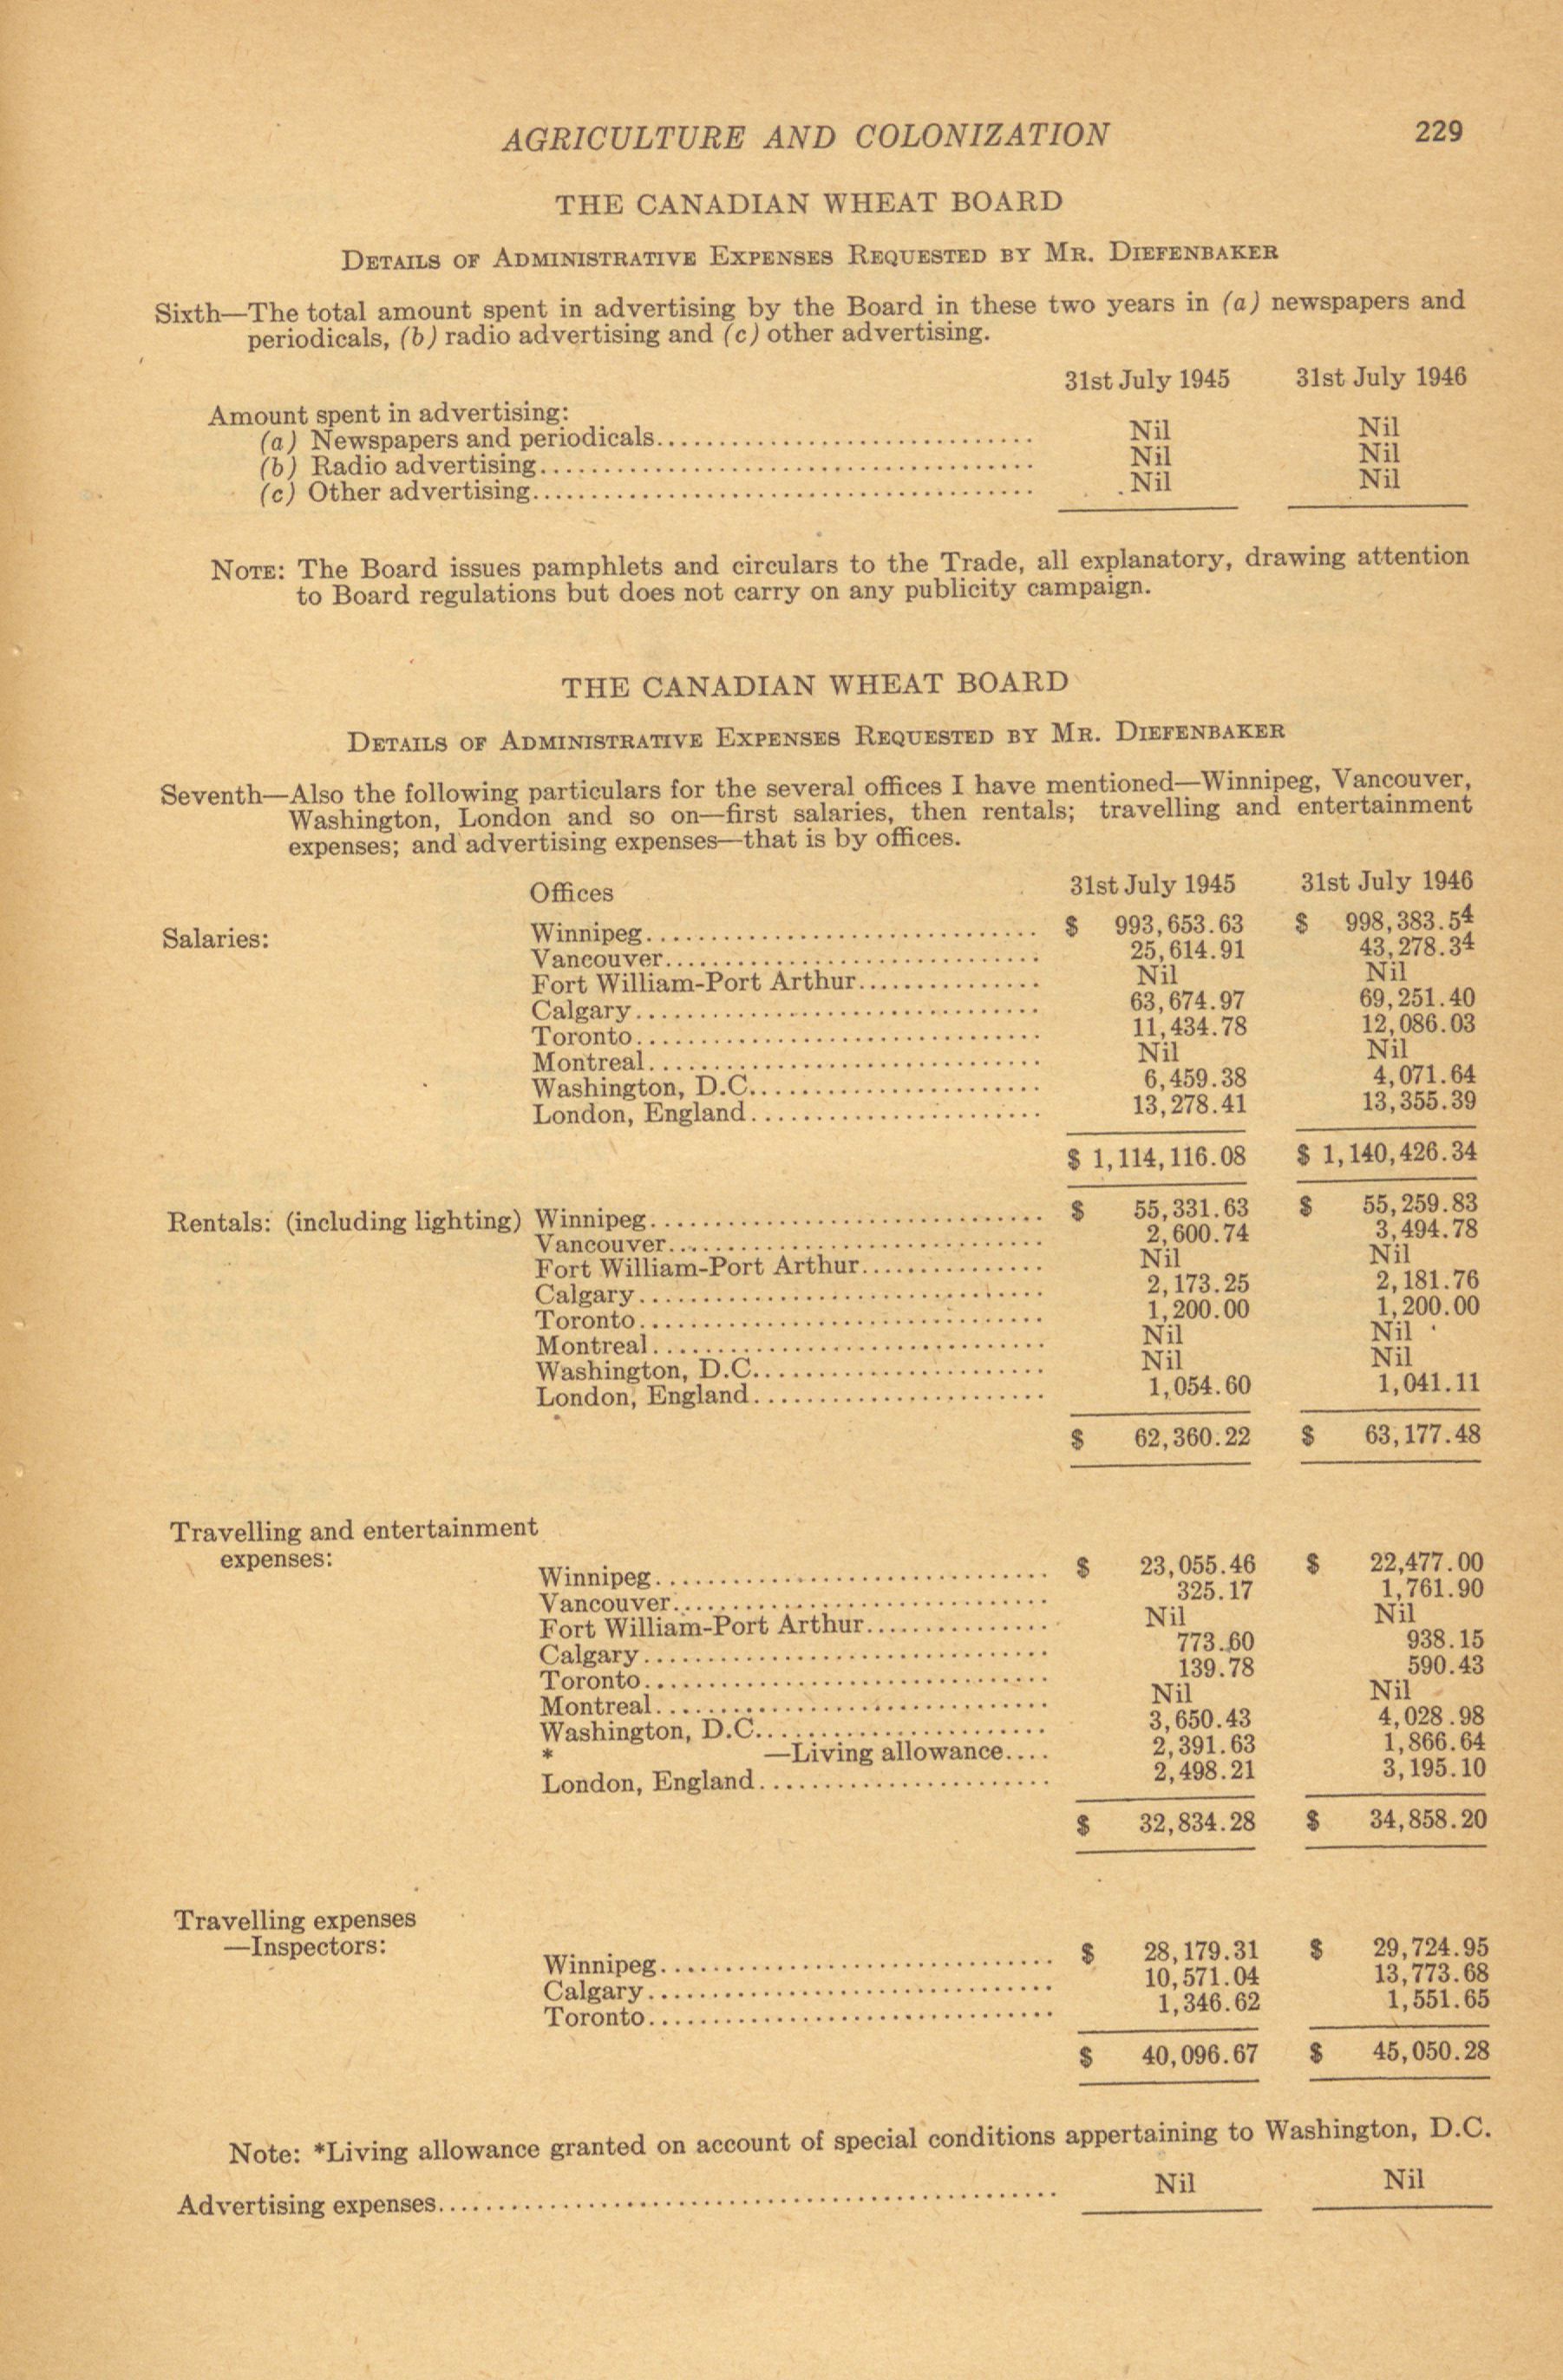 AGRICULTURE AND COLONIZATION 229
THE CANADIAN WHEAT BOARD
DETAILS OF ADMINISTRATIVE EXPENSES REQUESTED BY MR. DIEFENBAKER
Sixth—The total amount spent in advertising by the Board in these two years in (a) newspapers and
periodicals, (b) radio advertising and (c) other advertising.
31st July 1945 31st July 1946
Amount spent in advertising:
(a) Newspapers and periodicals.............................. Nil Nil
(b) Radio advertising....................................... Nil Nil
(c) Other advertising....................................... Nil Nil
NOTE: The Board issues pamphlets and circulars to the Trade, all explanatory, drawing attention
to Board regulations but does not carry on any publicity campaign.
THE CANADIAN WHEAT BOARD
DETAILS OF ADMINISTRATIVE EXPENSES REQUESTED BY MR. DIEFENBAKER
Seventh—Also the following particulars for the several offices I have mentioned—Winnipeg, Vancouver,
Washington, London and so on—first salaries, then rentals; travelling and entertainment
expenses; and advertising expenses—that is by offices.
Offices 31st July 1945 31st July 1946
Salaries: Winnipeg............................... $ 993,653.63 $ 998,383.54
Vancouver.............................. 25,614.91 43,278.34
Fort William-Port Arthur............... Nil Nil
Calgary................................ 63,674.97 69,251.40
Toronto................................ 11,434.78 12,086.03
Montreal............................... Nil Nil
Washington, D.C........................ 6,459.38 4,071.64
London, England........................ 13,278.41 13,355.39
$ 1,114,116.08 $ 1,140,426.34
Rentals: (including lighting) Winnipeg............................... $ 55,331.63 $ 55,259.83
Vancouver.............................. 2,600.74 3,494.78
Fort William-Port Arthur............... Nil Nil
Calgary................................ 2,173.25 2,181.76
Toronto................................ 1,200.00 1,200.00
Montreal............................... Nil Nil
Washington, D.C........................ Nil Nil
London, England........................ 1,054.60 1,041.11
$ 62,360.22 $ 63,177.48
Travelling and entertainment
expenses:
Winnipeg............................... $ 23,055.46 $ 22,477.00
Vancouver.............................. 325.17 1,761.90
Fort William-Port Arthur............... Nil Nil
Calgary................................ 773.60 938.15
Toronto................................ 139.78 590.43
Montreal............................... Nil Nil
Washington, D.C........................ 3,650.43 4,028.98
* —Living allowance.... 2,391.63 1,866.64
London, England........................ 2,498.21 3,195.10
$ 32,834.28 $ 34,858.20
Travelling expenses
—Inspectors:
Winnipeg............................... $ 28,179.31 $ 29,724.95
Calgary................................ 10,571.04 13,773.68
Toronto................................ 1,346.62 1,551.65
$ 40,096.67 $ 45,050.28
Note: *Living allowance granted on account of special conditions appertaining to Washington, D.C.
Advertising expenses................................................ Nil Nil